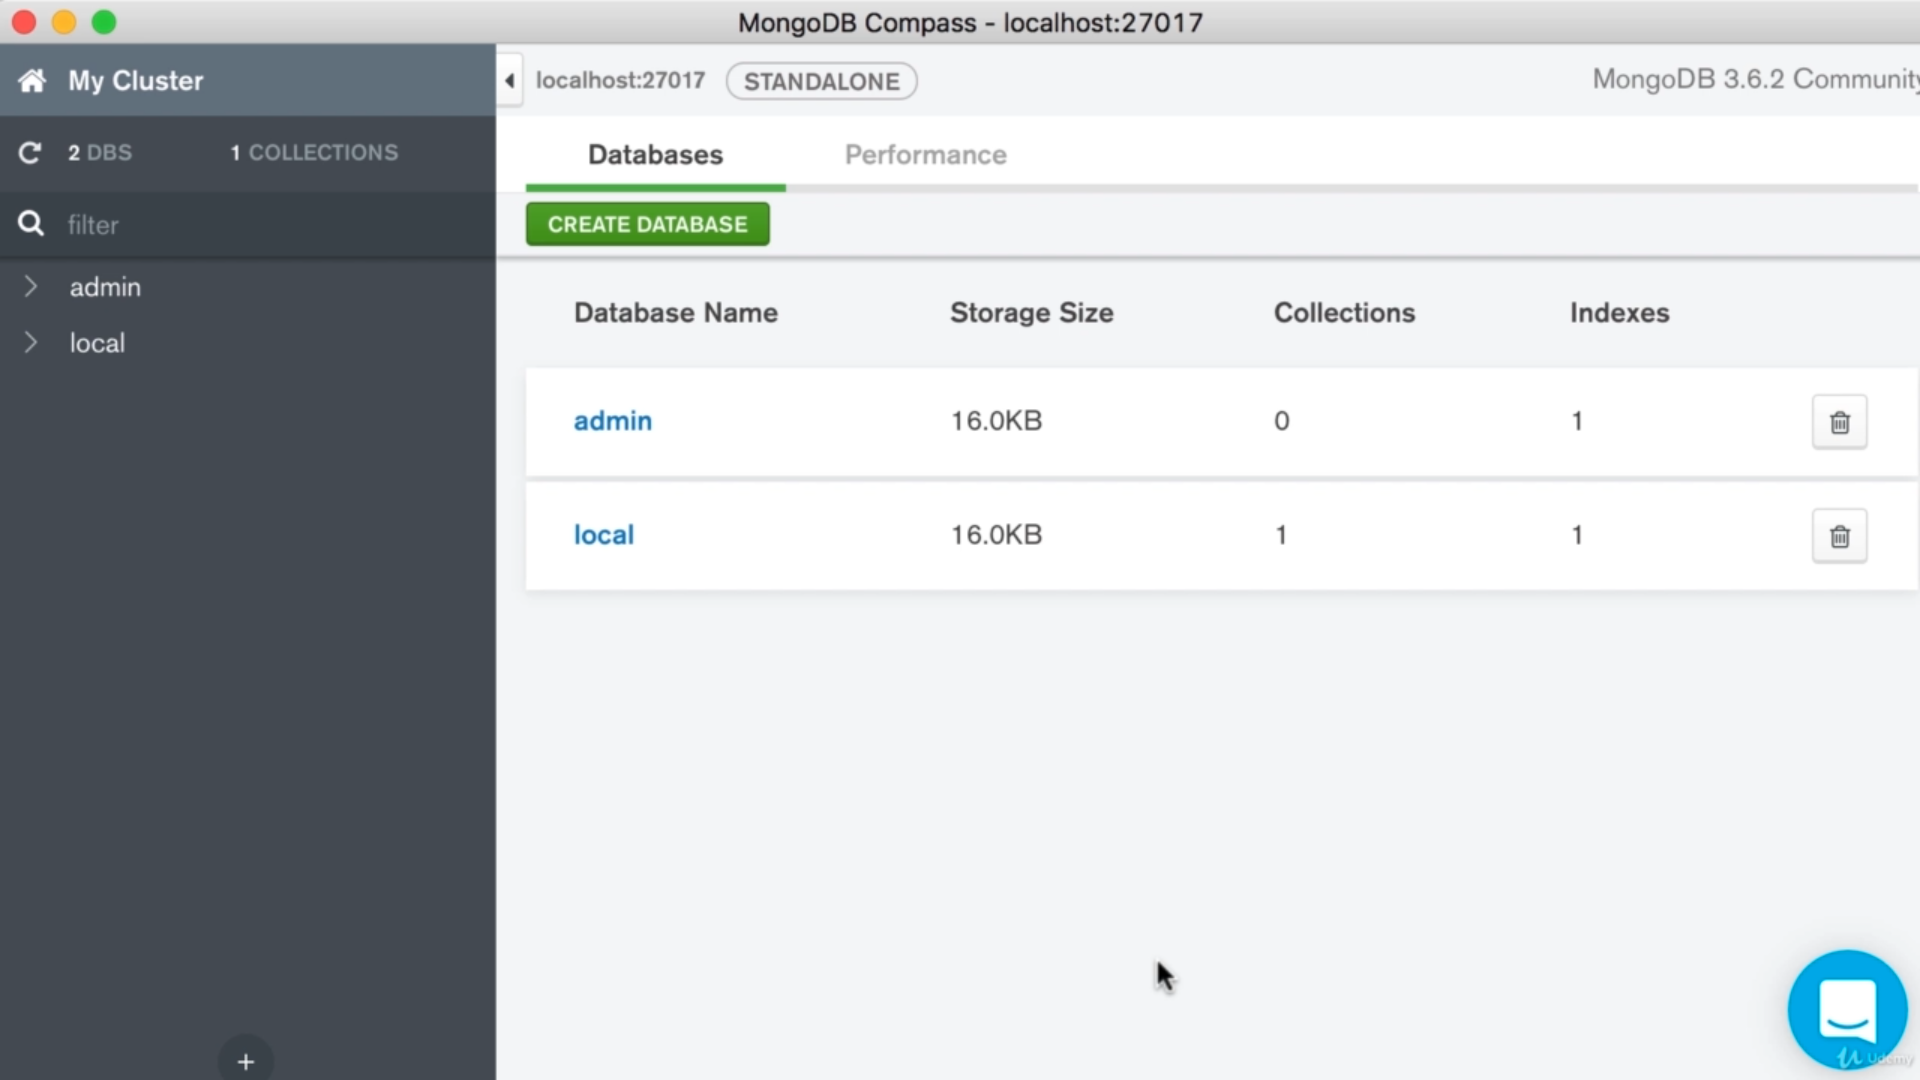 MongoDB Compass - localhost:27017
My Cluster
localhost:27017 STANDALONE
MongoDB 3.6.2 Community
2 DBS 1 COLLECTIONS
Databases Performance
filter
CREATE DATABASE
admin
local
Database Name Storage Size Collections Indexes
admin 16.0KB 0 1
local 16.0KB 1 1
+
Udemy